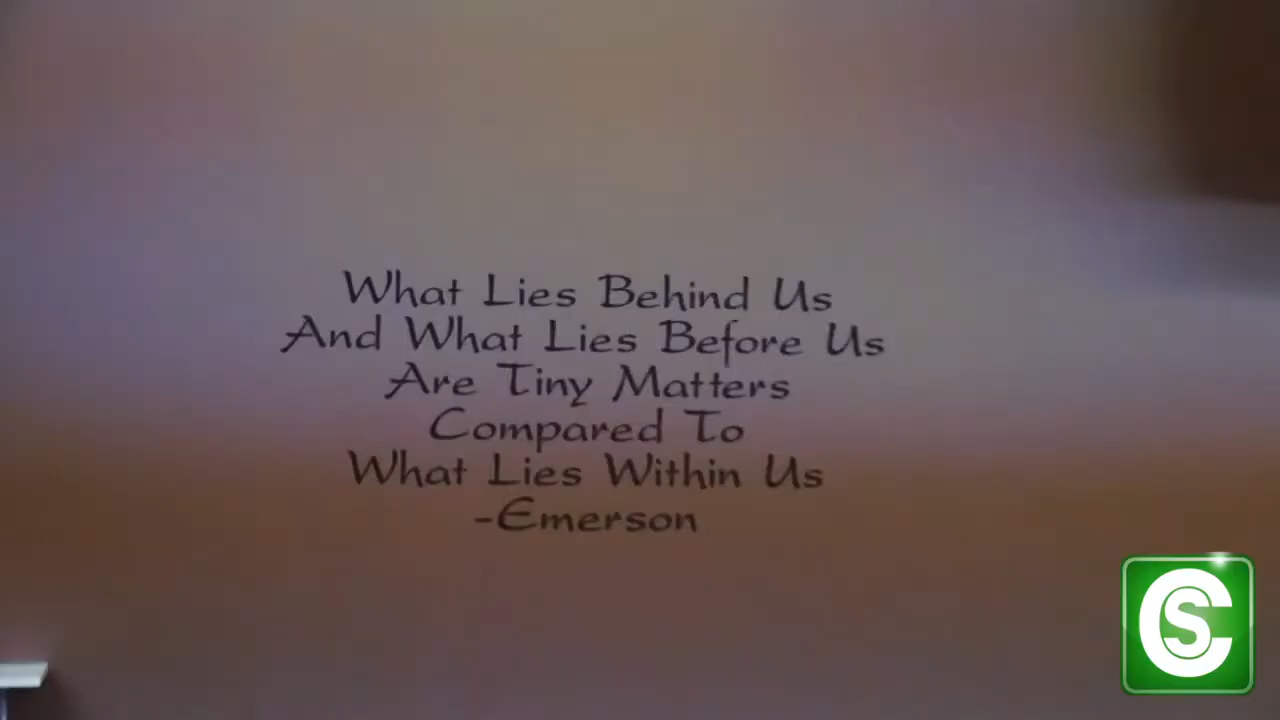 What Lies Behind Us
And What Lies Before Us
Are Tiny Matters
Compared To
What Lies Within Us
-Emerson
CS